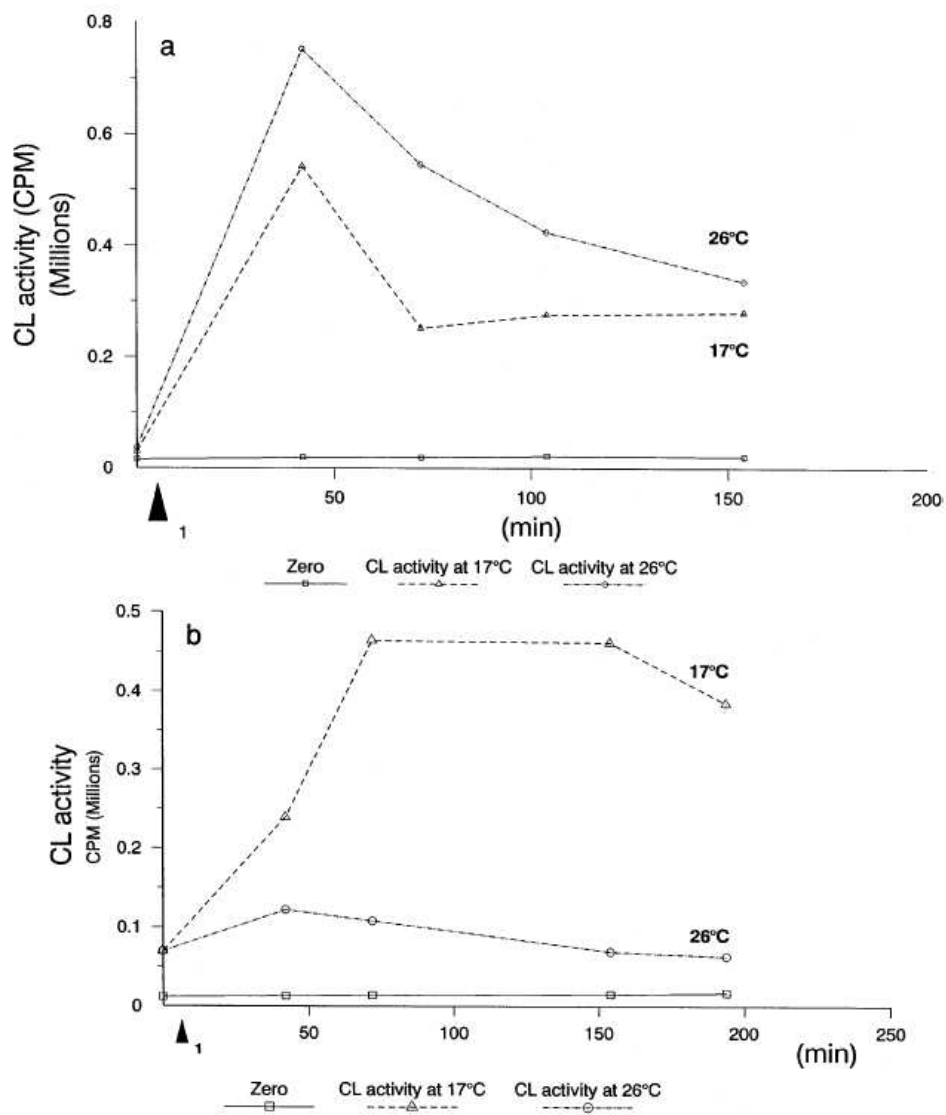 a
0.8
0.6
0.4
0.2
0
CL activity (CPM)
(Millions)
26°C
17°C
50
100
150
200
1
(min)
Zero
CL activity at 17°C
CL activity at 26°C
b
0.5
0.4
0.3
0.2
0.1
0
CL activity
CPM (Millions)
17°C
26°C
50
100
150
200
250
1
(min)
Zero
CL activity at 17°C
CL activity at 26°C